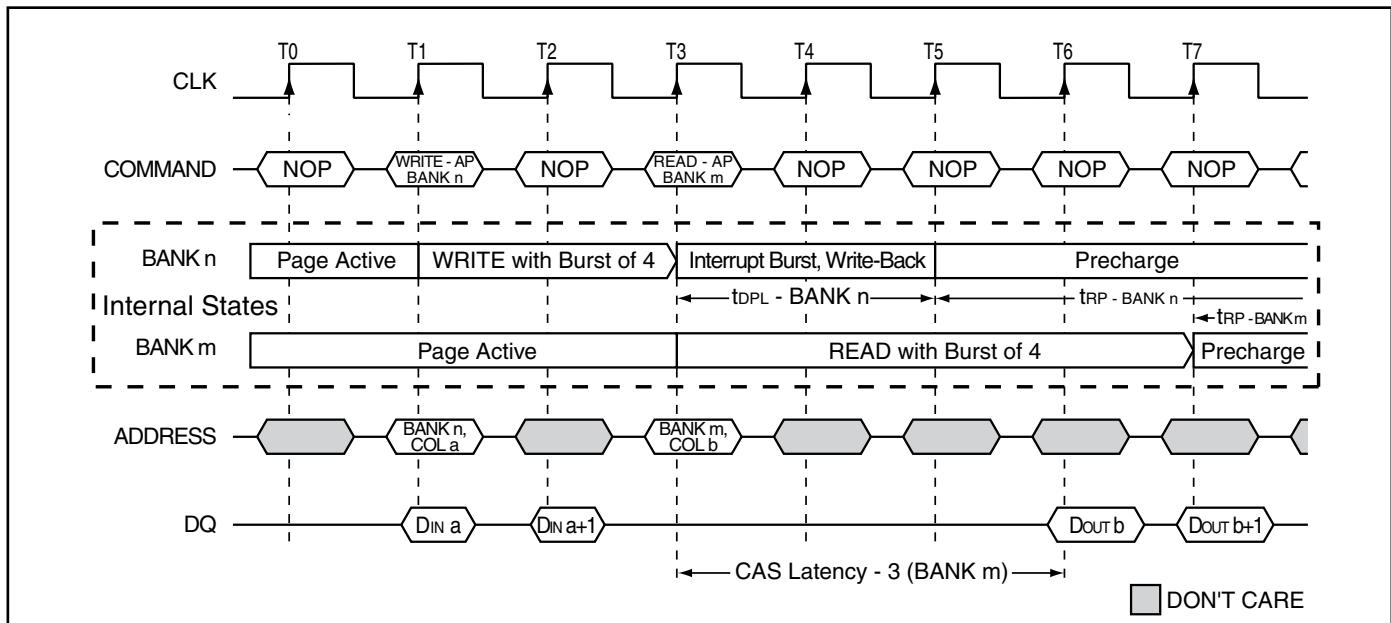 T0 T1 T2 T3 T4 T5 T6 T7
CLK
COMMAND NOP WRITE - AP BANK n NOP READ - AP BANK m NOP NOP NOP NOP
BANK n Page Active WRITE with Burst of 4 Interrupt Burst, Write-Back Precharge
tDPL - BANK n tRP - BANK n
Internal States
tRP - BANK m
BANK m Page Active READ with Burst of 4 Precharge
ADDRESS BANK n, COL a BANK m, COL b
DQ DIN a DIN a+1 DOUT b DOUT b+1
CAS Latency - 3 (BANK m)
DON'T CARE